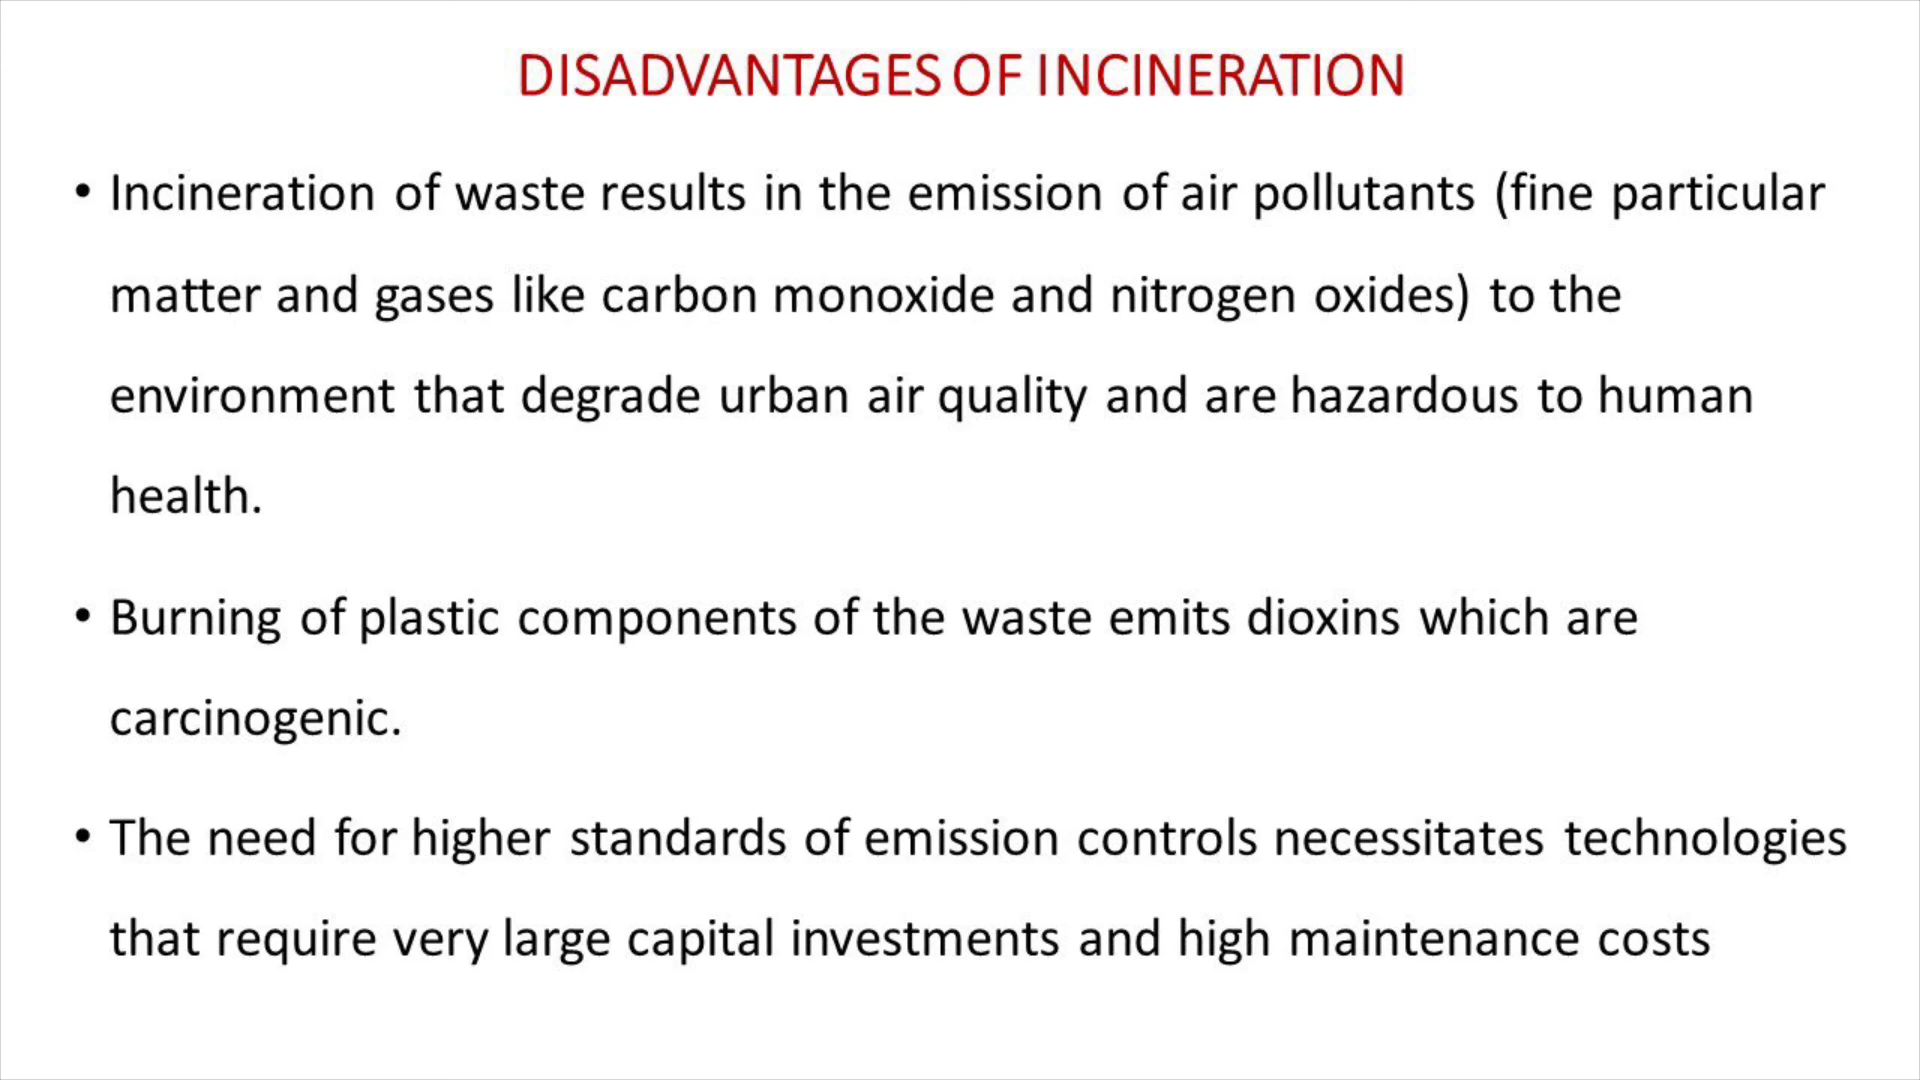 DISADVANTAGES OF INCINERATION
• Incineration of waste results in the emission of air pollutants (fine particular
matter and gases like carbon monoxide and nitrogen oxides) to the
environment that degrade urban air quality and are hazardous to human
health.
• Burning of plastic components of the waste emits dioxins which are
carcinogenic.
• The need for higher standards of emission controls necessitates technologies
that require very large capital investments and high maintenance costs